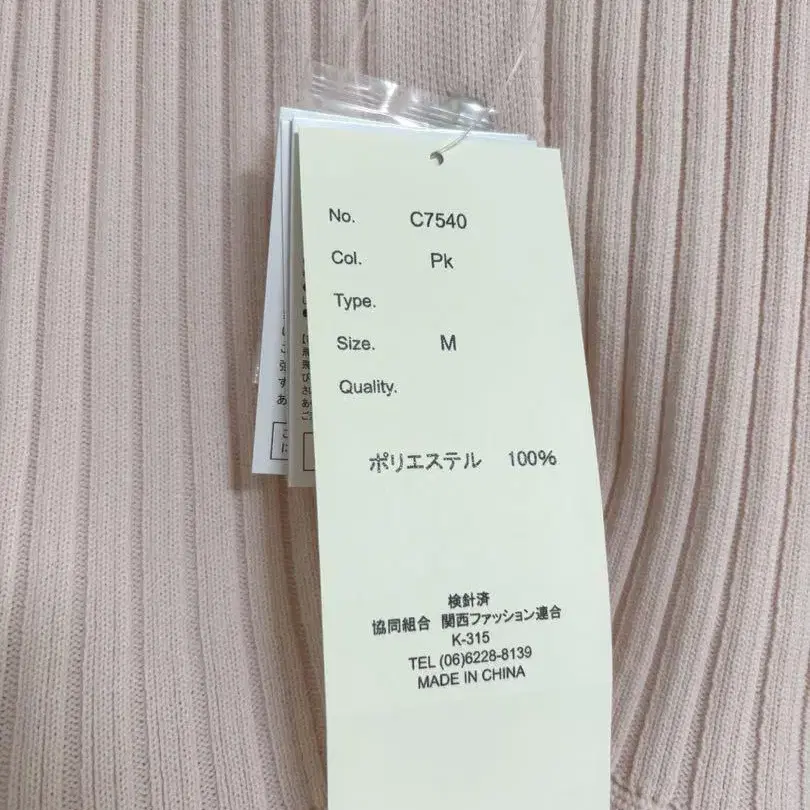 No. C7540
Col. Pk
Type.
Size. M
Quality.
ポリエステル 100%
検針済
協同組合 関西ファッション連合
K-315
TEL (06)6228-8139
MADE IN CHINA